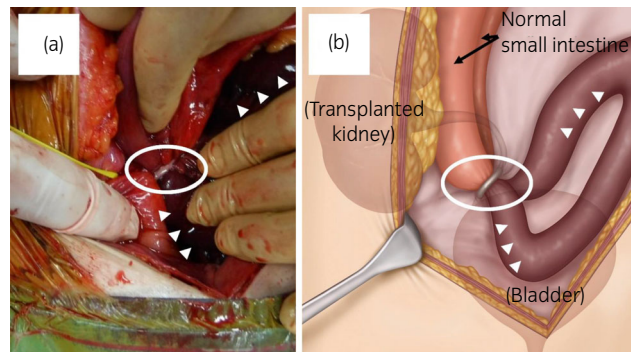 (a)
(b)
Normal
small intestine
(Transplanted
kidney)
(Bladder)